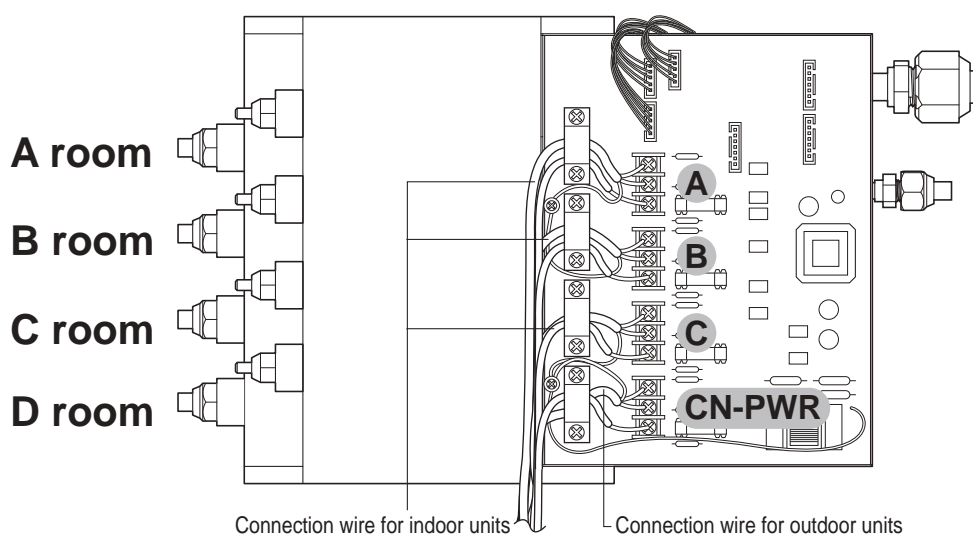 A room
B room
C room
D room
A
B
C
CN-PWR
Connection wire for indoor units
Connection wire for outdoor units